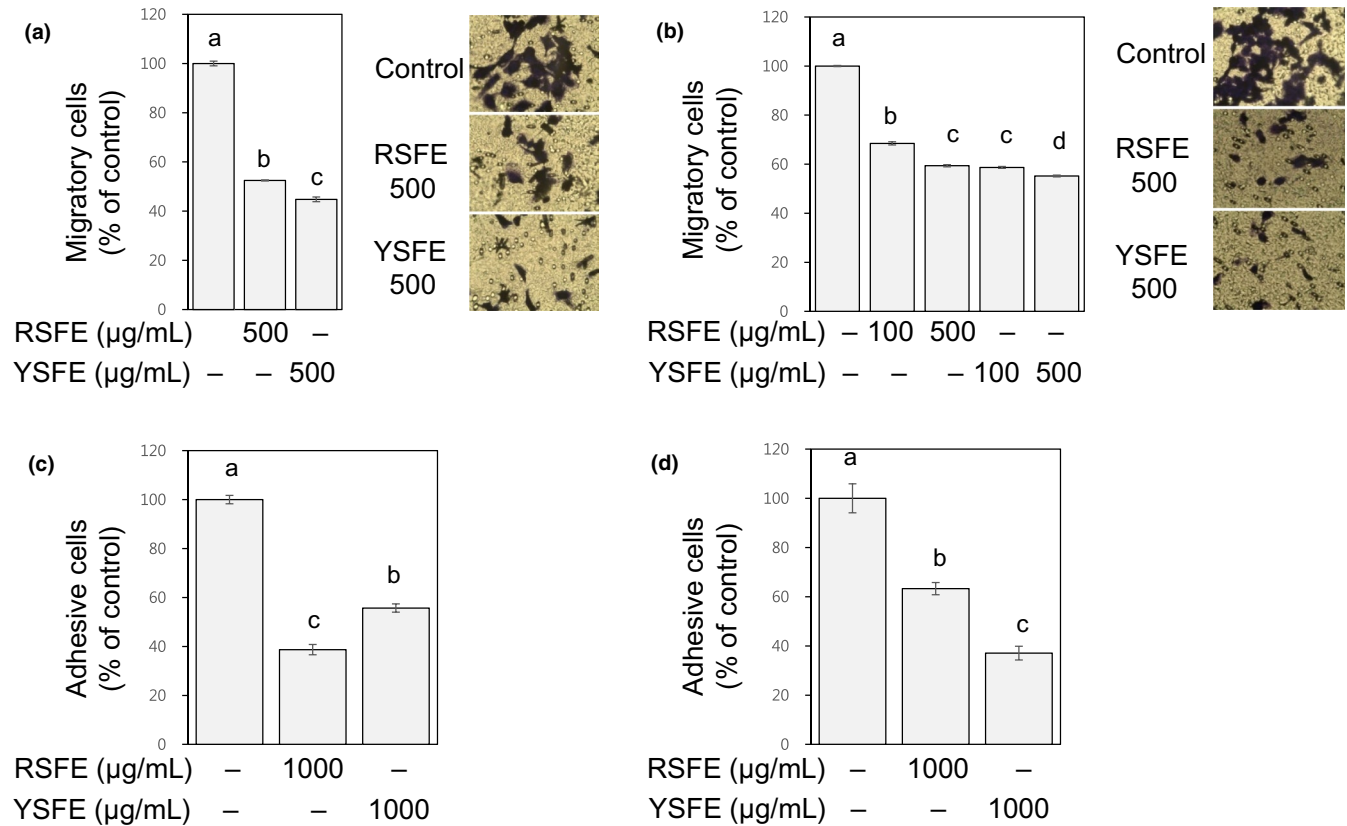 (a)
Migratory cells
(% of control)
120
100
80
60
40
20
0
a
b
c
RSFE (µg/mL) 500 –
YSFE (µg/mL) – – 500
Control
RSFE
500
YSFE
500
(b)
Migratory cells
(% of control)
120
100
80
60
40
20
0
a
b
c
c
d
RSFE (µg/mL) – 100 500 – –
YSFE (µg/mL) – – – 100 500
Control
RSFE
500
YSFE
500
(c)
Adhesive cells
(% of control)
120
100
80
60
40
20
0
a
c
b
RSFE (µg/mL) – 1000 –
YSFE (µg/mL) – – 1000
(d)
Adhesive cells
(% of control)
120
100
80
60
40
20
0
a
b
c
RSFE (µg/mL) – 1000 –
YSFE (µg/mL) – – 1000